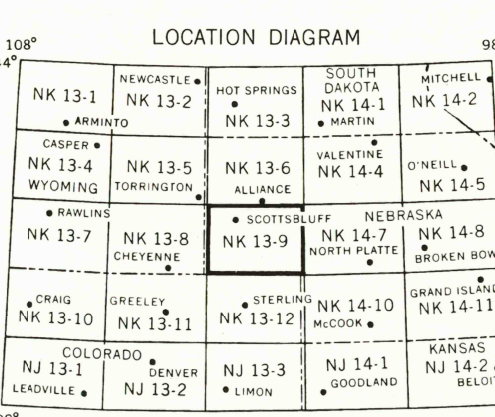 LOCATION DIAGRAM
108°
98
4°
NEWCASTLE
HOT SPRINGS
SOUTH DAKOTA
MITCHELL
NK 13-1
NK 13-2
NK 13-3
NK 14-1
NK 14-2
ARMINTO
MARTIN
CASPER
VALENTINE
O'NEILL
NK 13-4
NK 13-5
NK 13-6
NK 14-4
NK 14-5
WYOMING
TORRINGTON
ALLIANCE
RAWLINS
SCOTTSBLUFF
NEBRASKA
NK 13-7
NK 13-8
NK 13-9
NK 14-7
NK 14-8
CHEYENNE
NORTH PLATTE
BROKEN BOW
CRAIG
GREELEY
STERLING
GRAND ISLAND
NK 13-10
NK 13-11
NK 13-12
NK 14-10
NK 14-11
McCOOK
COLORADO
KANSAS
NJ 13-1
DENVER
NJ 13-3
NJ 14-1
NJ 14-2
LEADVILLE
NJ 13-2
LIMON
GOODLAND
BELOI